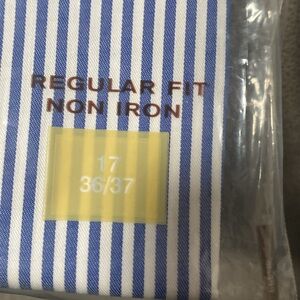 REGULAR FIT
NON IRON
17
36/37